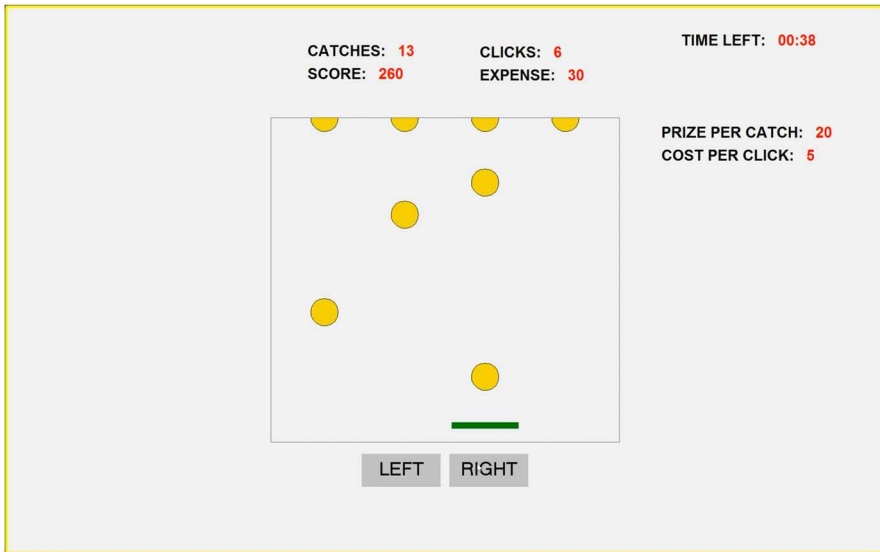 CATCHES: 13
SCORE: 260
CLICKS: 6
EXPENSE: 30
TIME LEFT: 00:38
PRIZE PER CATCH: 20
COST PER CLICK: 5
LEFT
RIGHT